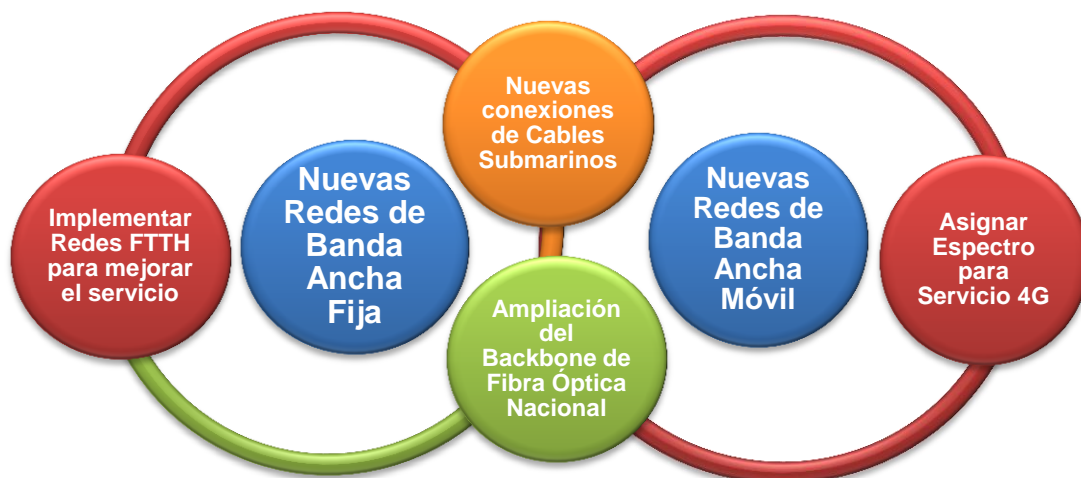 Nuevas
conexiones
de Cables
Submarinos
Implementar
Redes FTTH
para mejorar
el servicio
Nuevas
Redes de
Banda
Ancha
Fija
Nuevas
Redes de
Banda
Ancha
Móvil
Asignar
Espectro
para
Servicio 4G
Ampliación
del
Backbone de
Fibra Óptica
Nacional